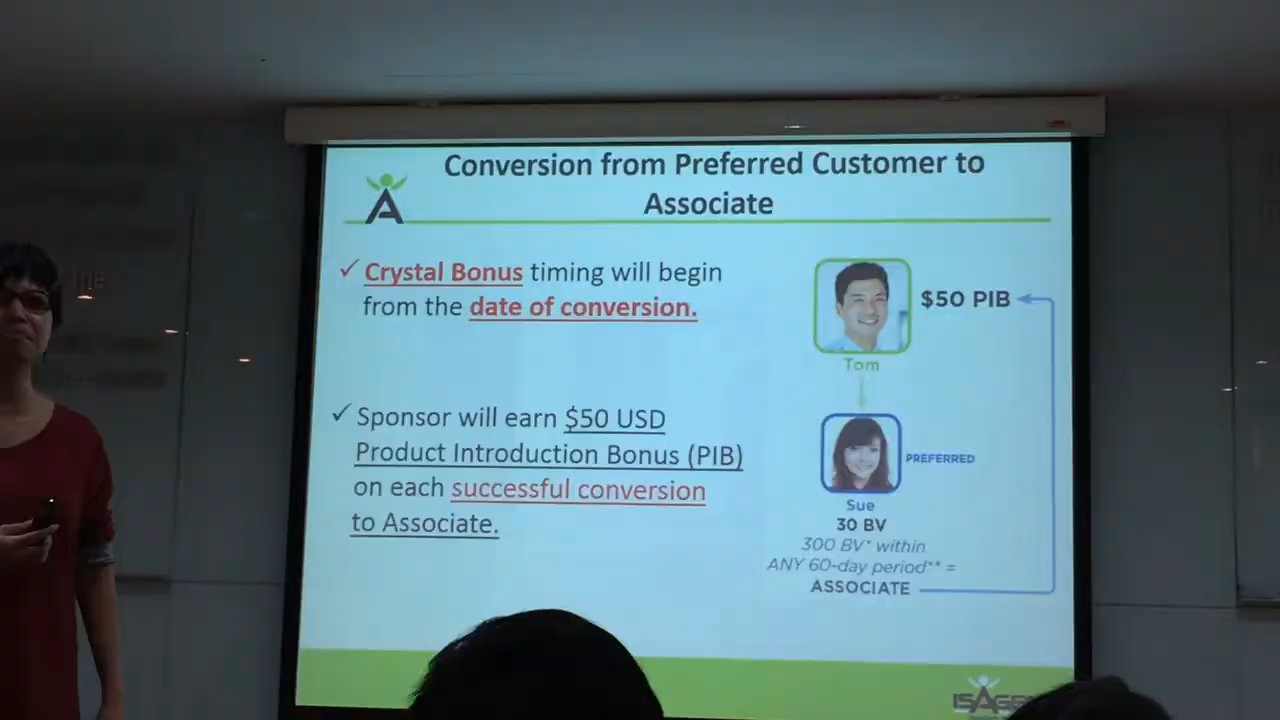 Conversion from Preferred Customer to
Associate
Crystal Bonus timing will begin
from the date of conversion.
Sponsor will earn $50 USD
Product Introduction Bonus (PIB)
on each successful conversion
to Associate.
$50 PIB
Tom
PREFERRED
Sue
30 BV
300 BV* within
ANY 60-day period** =
ASSOCIATE